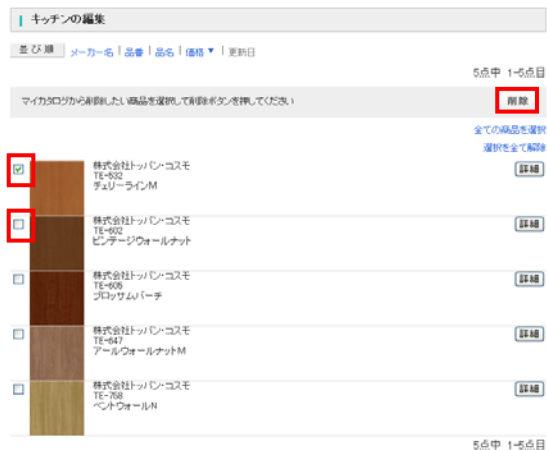 キッチンの編集
並び順 メーカー名 | 品番 | 品名 | 価格▼ | 更新日
5点中 1-5点目
マイカタログから削除したい商品を選択して削除ボタンを押してください 削除
全ての商品を選択
選択を全て解除
株式会社トッパン・コスモ 詳細
TE-632
チェリーラインM
株式会社トッパン・コスモ 詳細
TE-602
ビンテージウォールナット
株式会社トッパン・コスモ 詳細
TE-605
ブロッサムバーチ
株式会社トッパン・コスモ 詳細
TE-647
アールウォールナットM
株式会社トッパン・コスモ 詳細
TE-758
ベントウォールN
5点中 1-5点目